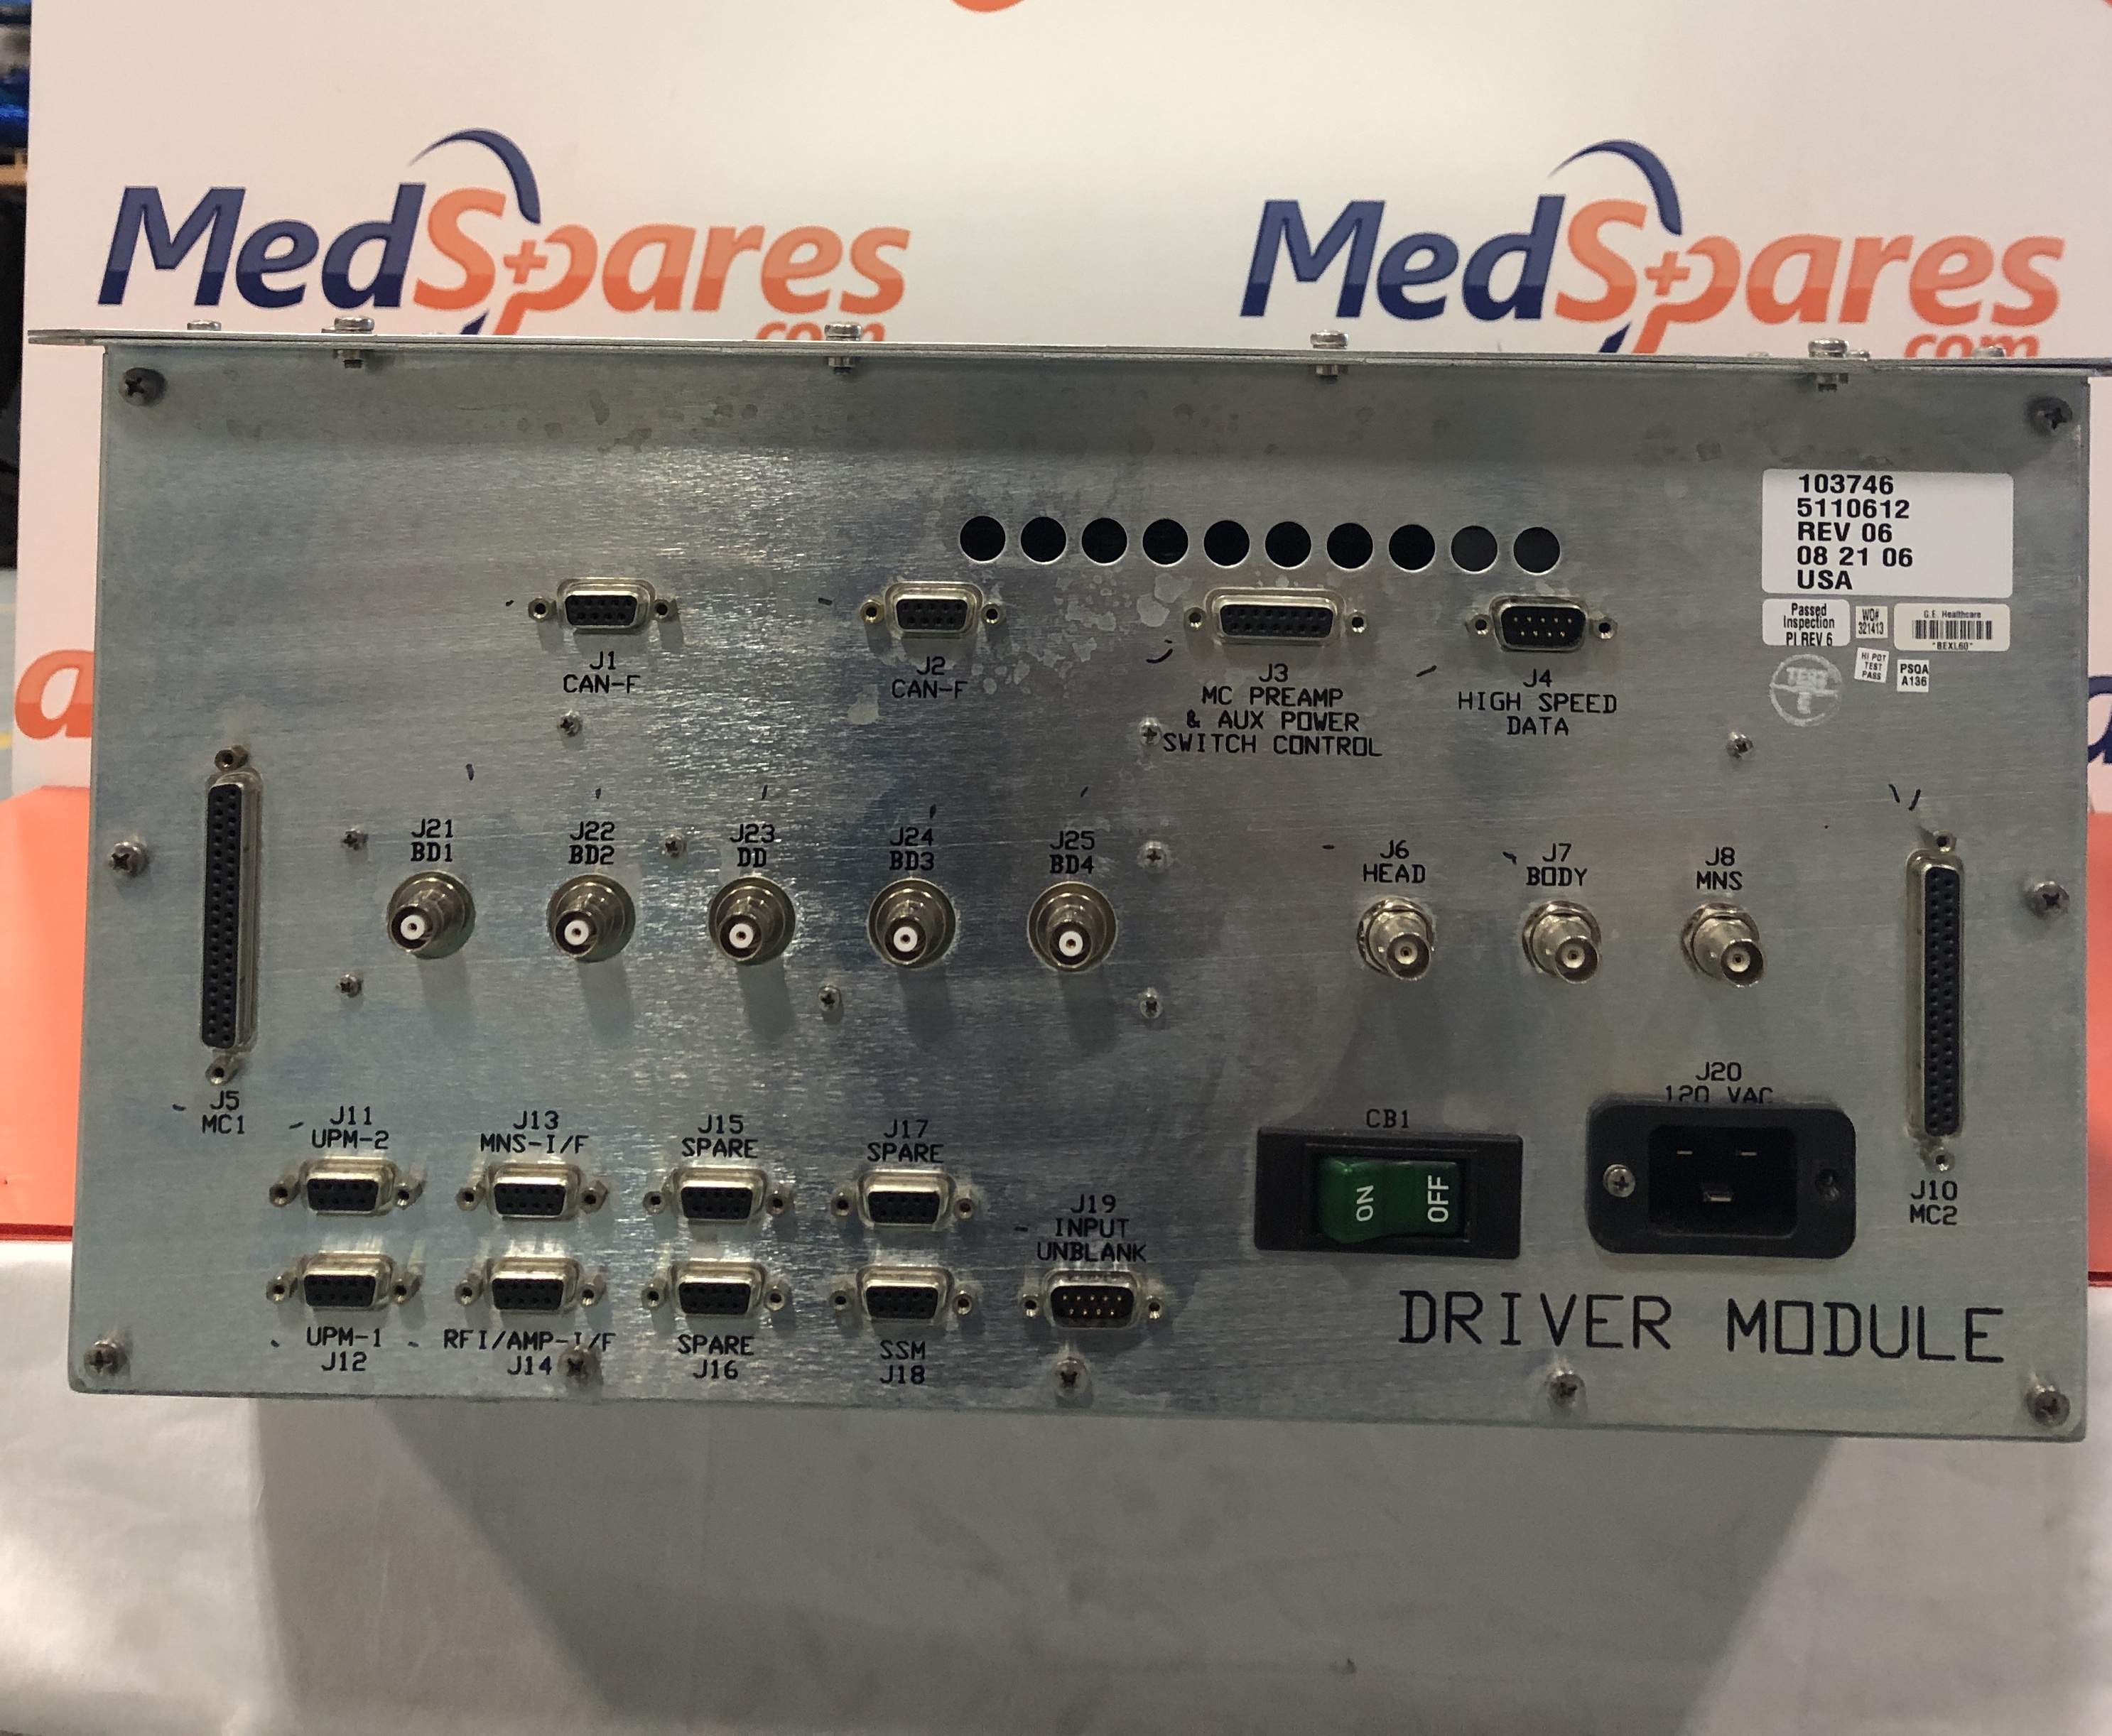 MedSpares
.com
MedSpares
.com
103746
5110612
REV 06
08 21 06
USA
Passed
Inspection
PI REV 6
WO#
321413
G.E. Healthcare
*BEXL60*
HI POT
TEST
PASS
PSQA
A136
TEST
J1
CAN-F
J2
CAN-F
J3
MC PREAMP
& AUX POWER
SWITCH CONTROL
J4
HIGH SPEED
DATA
J21
BD1
J22
BD2
J23
DD
J24
BD3
J25
BD4
J6
HEAD
J7
BODY
J8
MNS
J5
MC1
J11
UPM-2
J13
MNS-I/F
J15
SPARE
J17
SPARE
J19
INPUT
UNBLANK
CB1
ON
OFF
J20
120 VAC
J10
MC2
UPM-1
J12
RFI/AMP-I/F
J14
SPARE
J16
SSM
J18
DRIVER MODULE